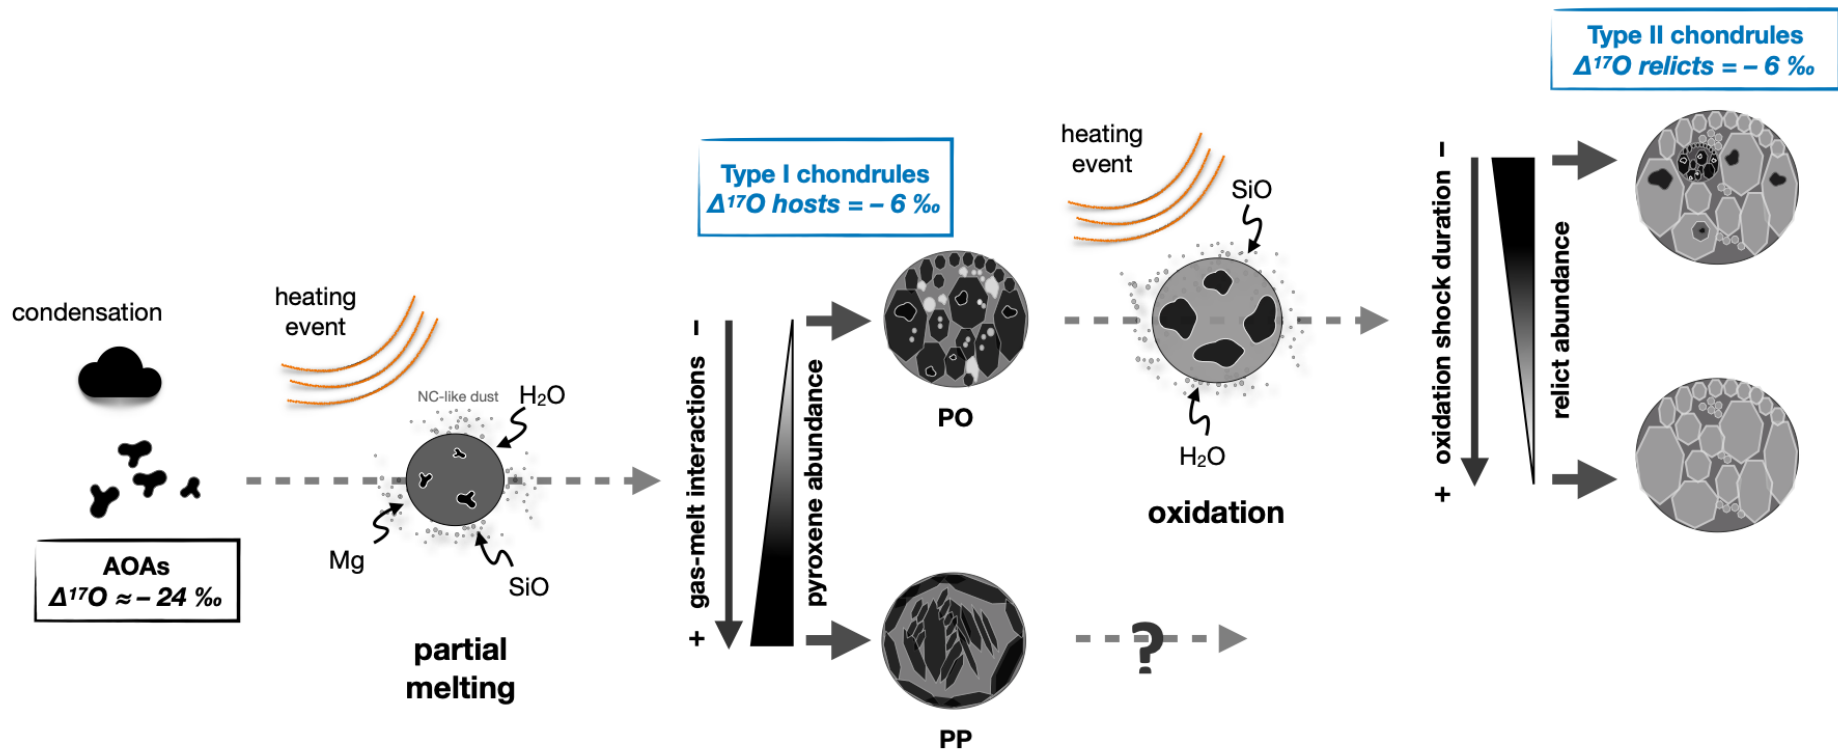 condensation
AOAs
Δ¹⁷O ≈ – 24 ‰
heating
event
NC-like dust
H₂O
Mg
SiO
partial
melting
Type I chondrules
Δ¹⁷O hosts = – 6 ‰
+ gas-melt interactions –
pyroxene abundance
PO
PP
heating
event
SiO
H₂O
oxidation
?
Type II chondrules
Δ¹⁷O relicts = – 6 ‰
+ oxidation shock duration –
relict abundance